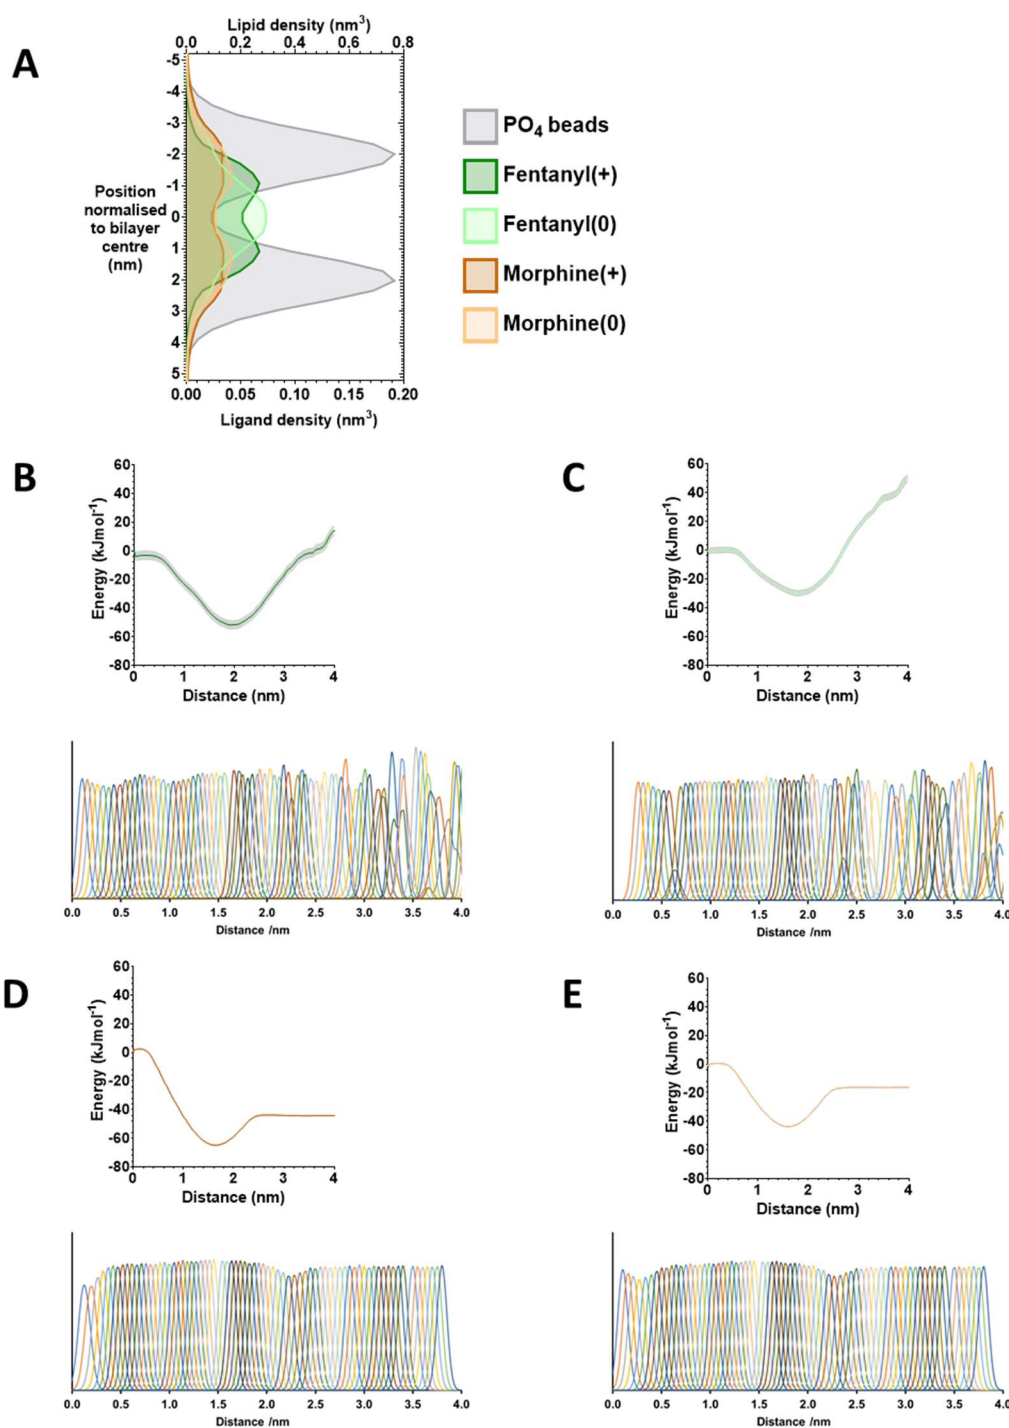 A
Lipid density (nm3)
0.0 0.2 0.4 0.6 0.8
-5
-4
-3
-2
-1
0
1
2
3
4
5
Position
normalised
to bilayer
centre
(nm)
0.00 0.05 0.10 0.15 0.20
Ligand density (nm3)
PO4 beads
Fentanyl(+)
Fentanyl(0)
Morphine(+)
Morphine(0)
B
Energy (kJmol-1)
60
40
20
0
-20
-40
-60
-80
0 1 2 3 4
Distance (nm)
0.0 0.5 1.0 1.5 2.0 2.5 3.0 3.5 4.0
Distance /nm
C
Energy (kJmol-1)
60
40
20
0
-20
-40
-60
-80
0 1 2 3 4
Distance (nm)
0.0 0.5 1.0 1.5 2.0 2.5 3.0 3.5 4.0
Distance /nm
D
Energy (kJmol-1)
60
40
20
0
-20
-40
-60
-80
0 1 2 3 4
Distance (nm)
0.0 0.5 1.0 1.5 2.0 2.5 3.0 3.5 4.0
Distance /nm
E
Energy (kJmol-1)
60
40
20
0
-20
-40
-60
-80
0 1 2 3 4
Distance (nm)
0.0 0.5 1.0 1.5 2.0 2.5 3.0 3.5 4.0
Distance /nm